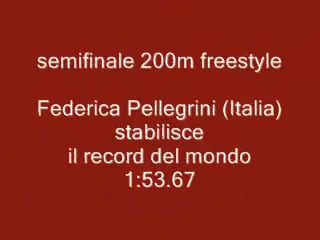 semifinale 200m freestyle
Federica Pellegrini (Italia)
stabilisce
il record del mondo
1:53.67